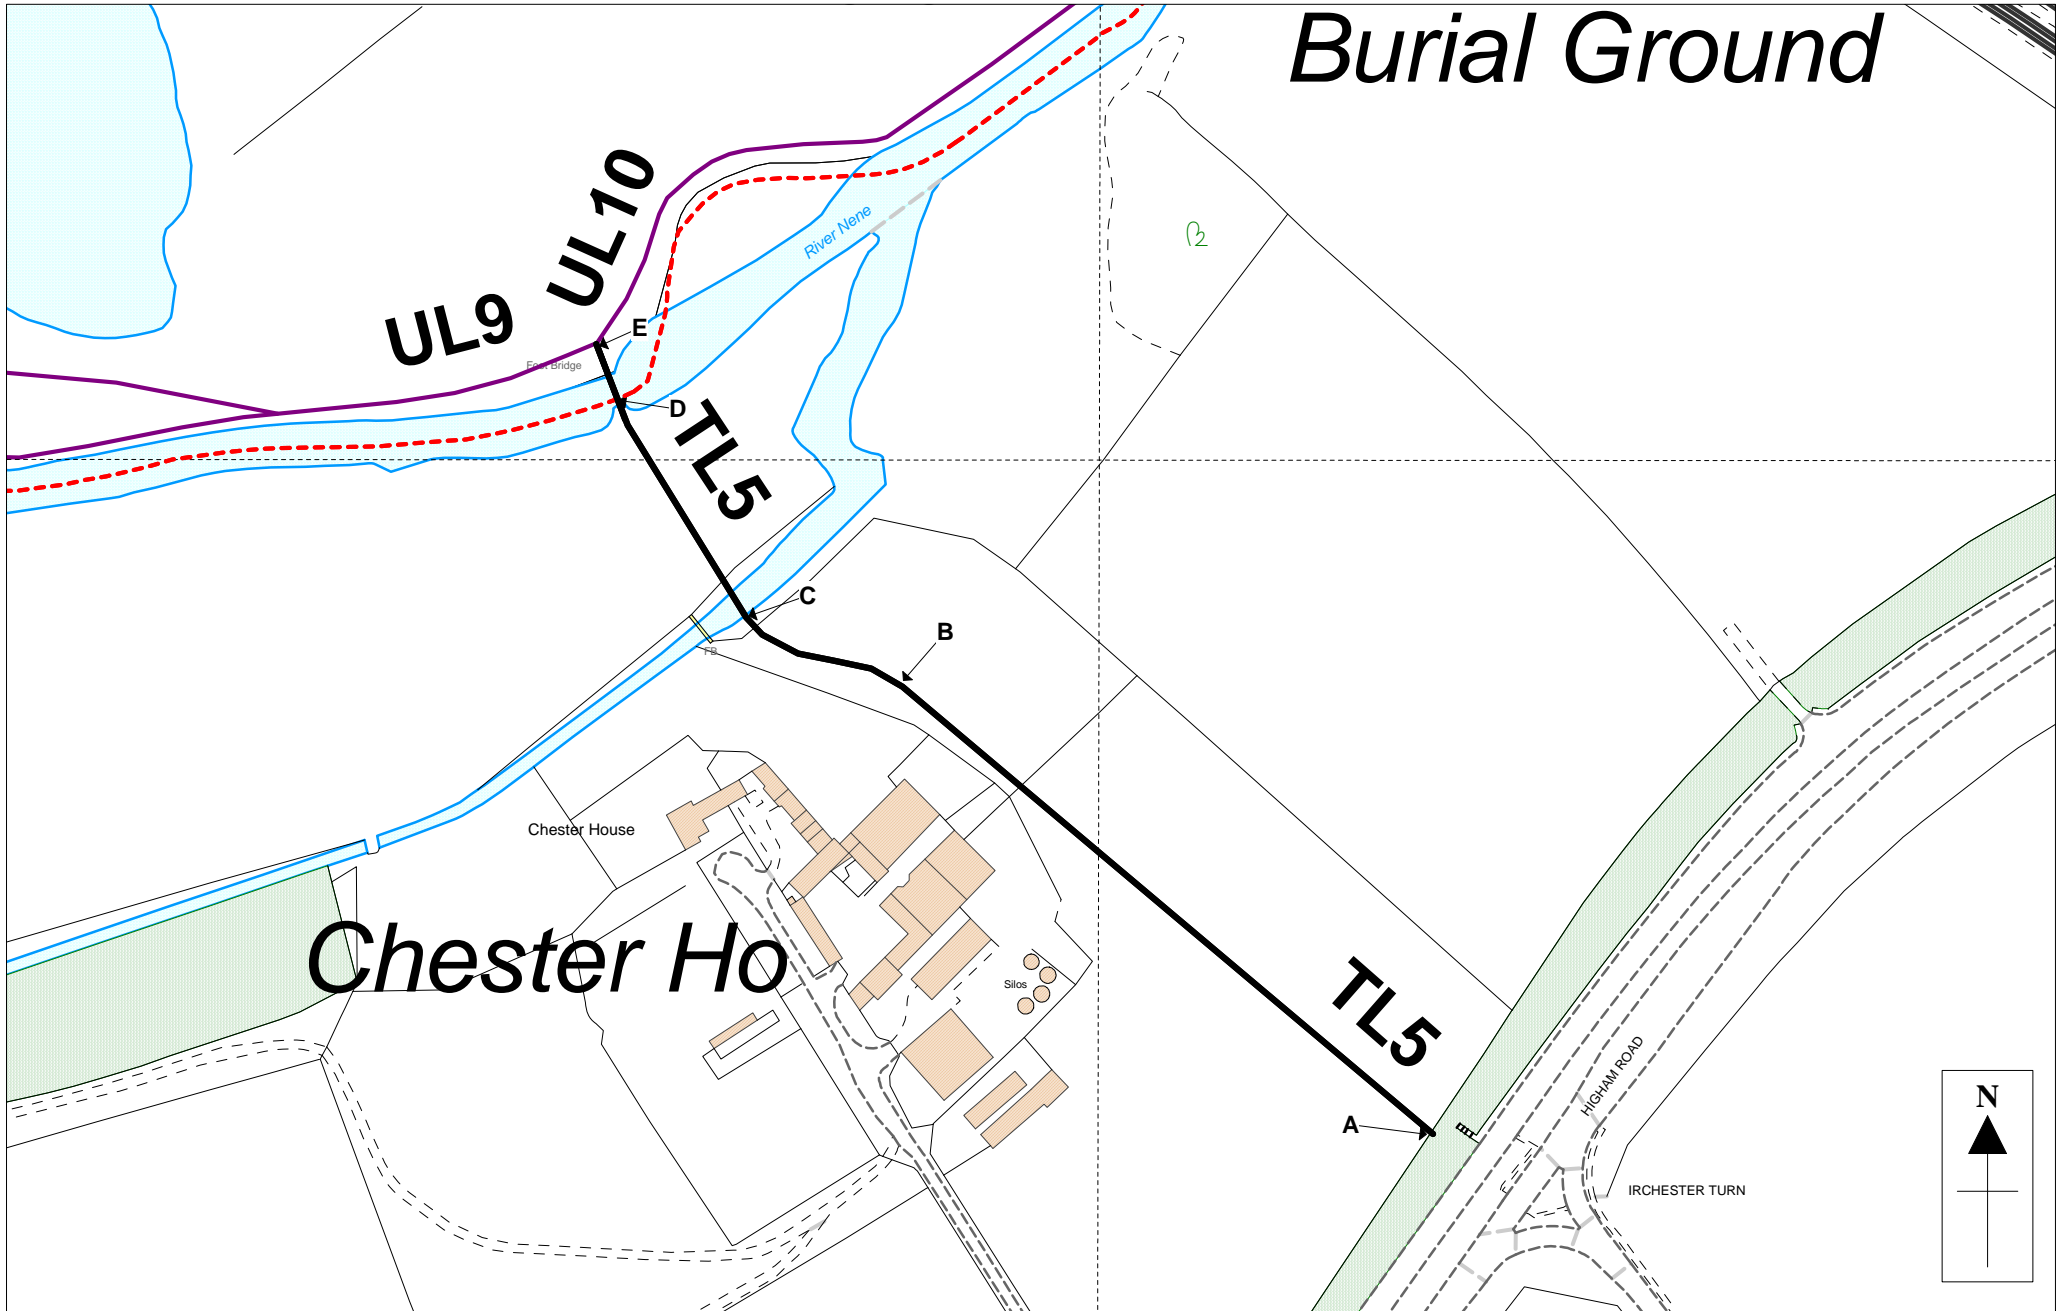 Burial Ground
UL10
River Nene
UL9
E
Foot Bridge
D
TL5
C
B
FB
Chester House
Chester Ho
Silos
TL5
HIGHAM ROAD
A
IRCHESTER TURN
N